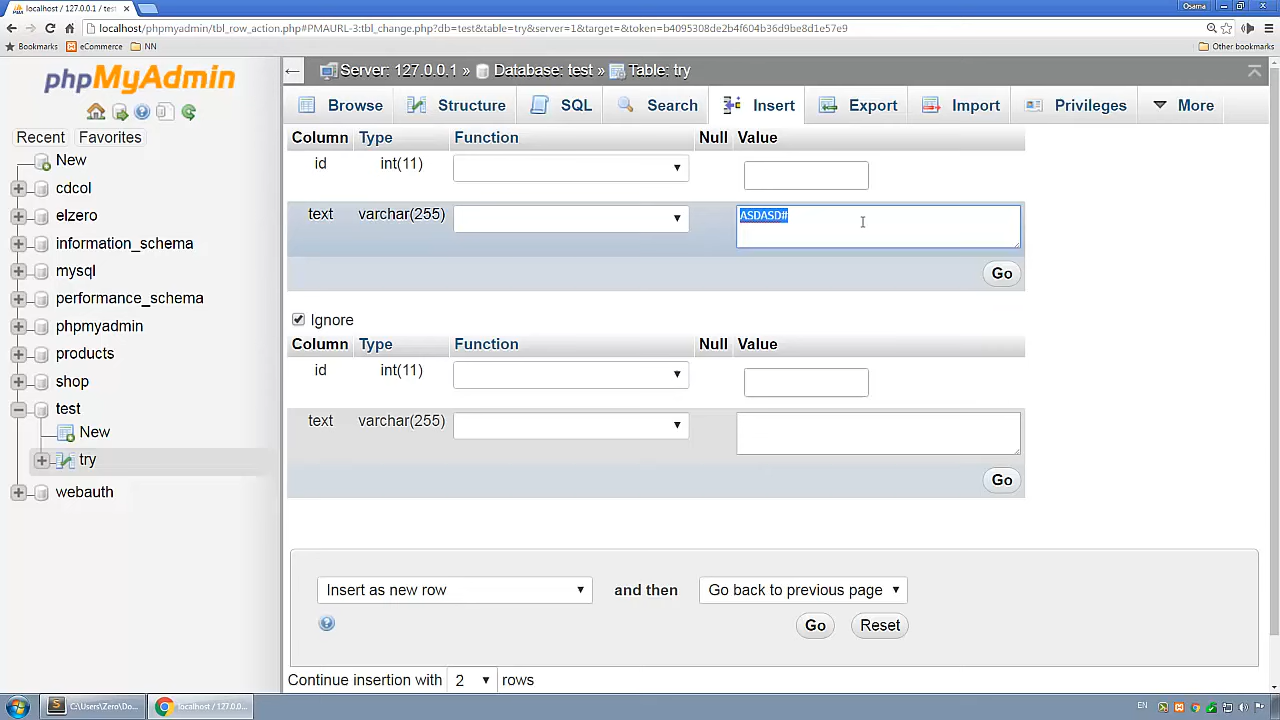 localhost / 127.0.0.1 / test
Osama
localhost/phpmyadmin/tbl_row_action.php#PMAURL-3:tbl_change.php?db=test&table=try&server=1&target=&token=b4095308de2b4f604b36d9be8d1e57e9
Bookmarks eCommerce NN Other bookmarks
phpMyAdmin
Recent Favorites
New
cdcol
elzero
information_schema
mysql
performance_schema
phpmyadmin
products
shop
test
New
try
webauth
Server: 127.0.0.1 » Database: test » Table: try
Browse Structure SQL Search Insert Export Import Privileges More
Column Type Function Null Value
id int(11)
text varchar(255) ASDASD#
Go
Ignore
Column Type Function Null Value
id int(11)
text varchar(255)
Go
Insert as new row and then Go back to previous page
Go Reset
Continue insertion with 2 rows
C:\Users\Zero\Do... localhost / 127.0.0... EN